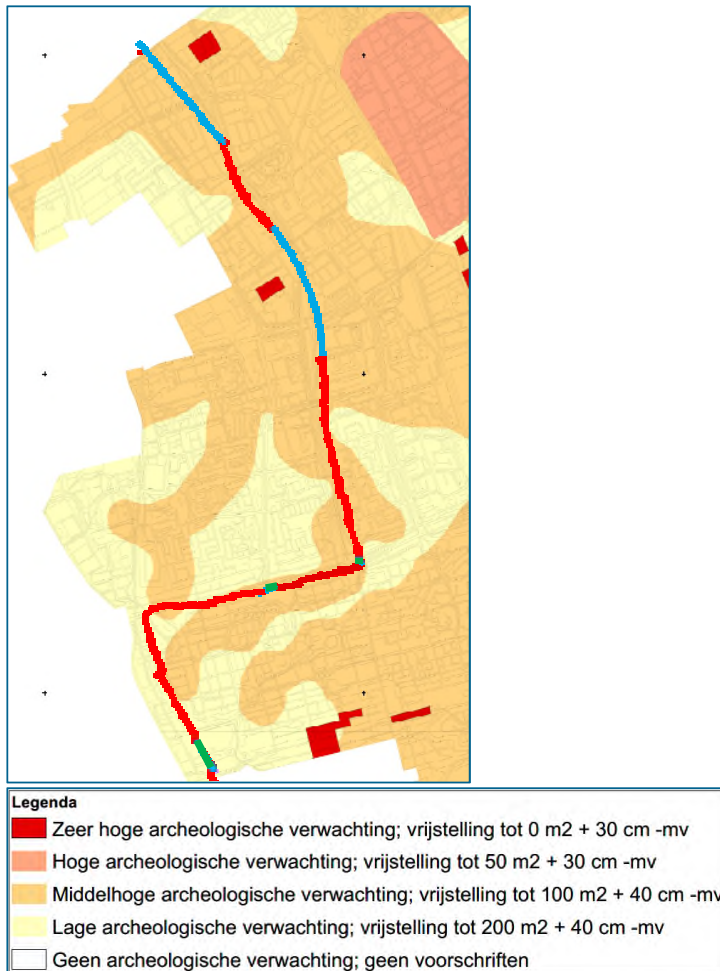 Legenda
Zeer hoge archeologische verwachting; vrijstelling tot 0 m2 + 30 cm -mv
Hoge archeologische verwachting; vrijstelling tot 50 m2 + 30 cm -mv
Middelhoge archeologische verwachting; vrijstelling tot 100 m2 + 40 cm -mv
Lage archeologische verwachting; vrijstelling tot 200 m2 + 40 cm -mv
Geen archeologische verwachting; geen voorschriften